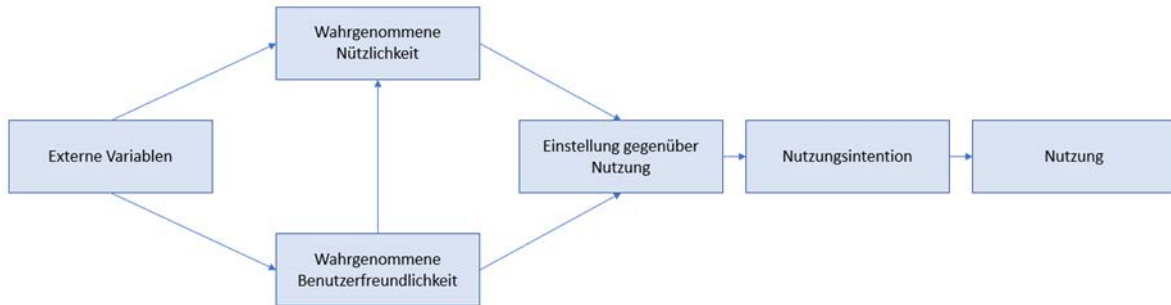 Wahrgenommene
Nützlichkeit
Externe Variablen
Einstellung gegenüber
Nutzung
Nutzungsintention
Nutzung
Wahrgenommene
Benutzerfreundlichkeit